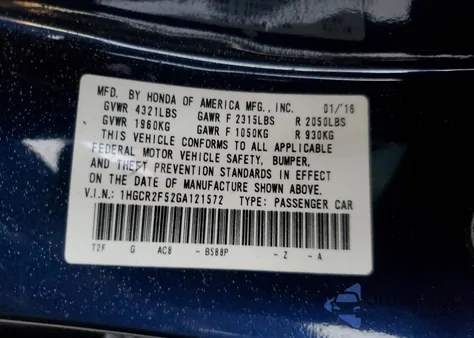 MFD. BY HONDA OF AMERICA MFG., INC. 01/16
GVWR 4321LBS GAWR F 2315LBS R 2050LBS
GVWR 1960KG GAWR F 1050KG R 930KG
THIS VEHICLE CONFORMS TO ALL APPLICABLE
FEDERAL MOTOR VEHICLE SAFETY, BUMPER,
AND THEFT PREVENTION STANDARDS IN EFFECT
ON THE DATE OF MANUFACTURE SHOWN ABOVE.
V.I.N.: 1HGCR2F52GA121572 TYPE: PASSENGER CAR
T2F G AC8 - B588P - Z - A